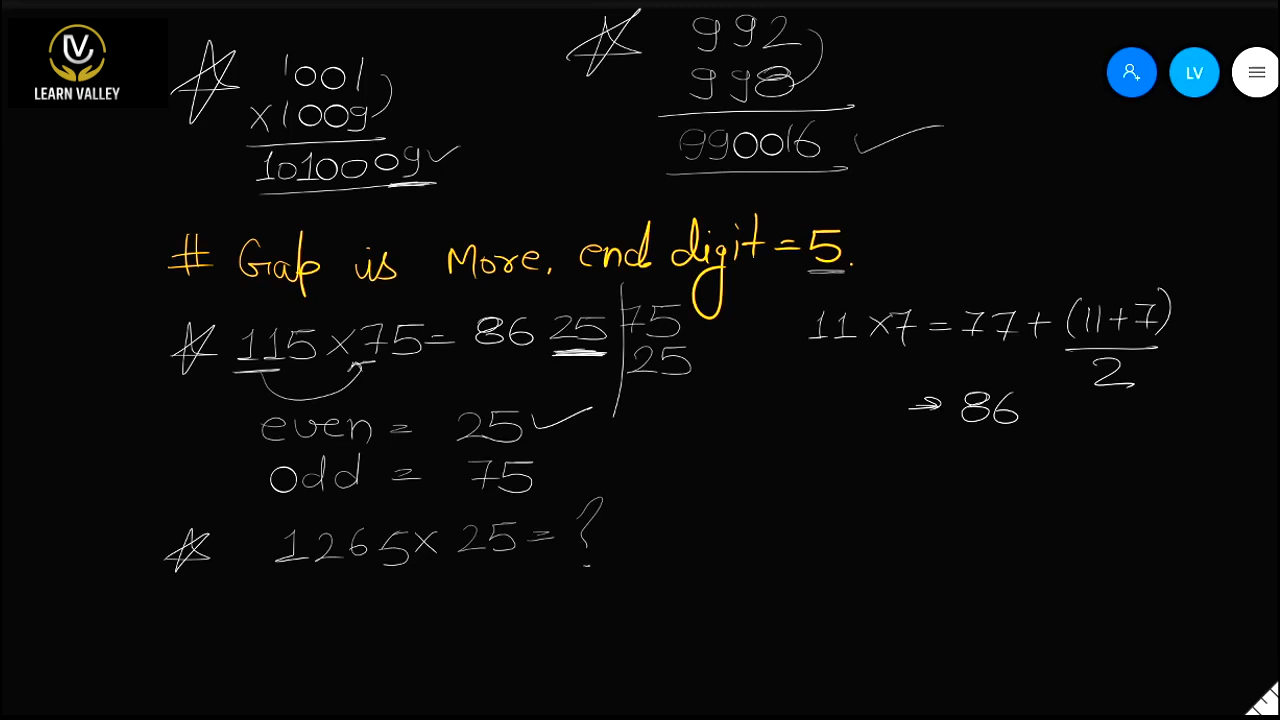 LEARN VALLEY
LV
1001
×1009
1010009
992
998
990016
# Gap is More, end digit = 5.
115 × 75 = 86 25
75
25
11 × 7 = 77 + (11+7)
2
→ 86
even = 25
odd = 75
1265 × 25 = ?